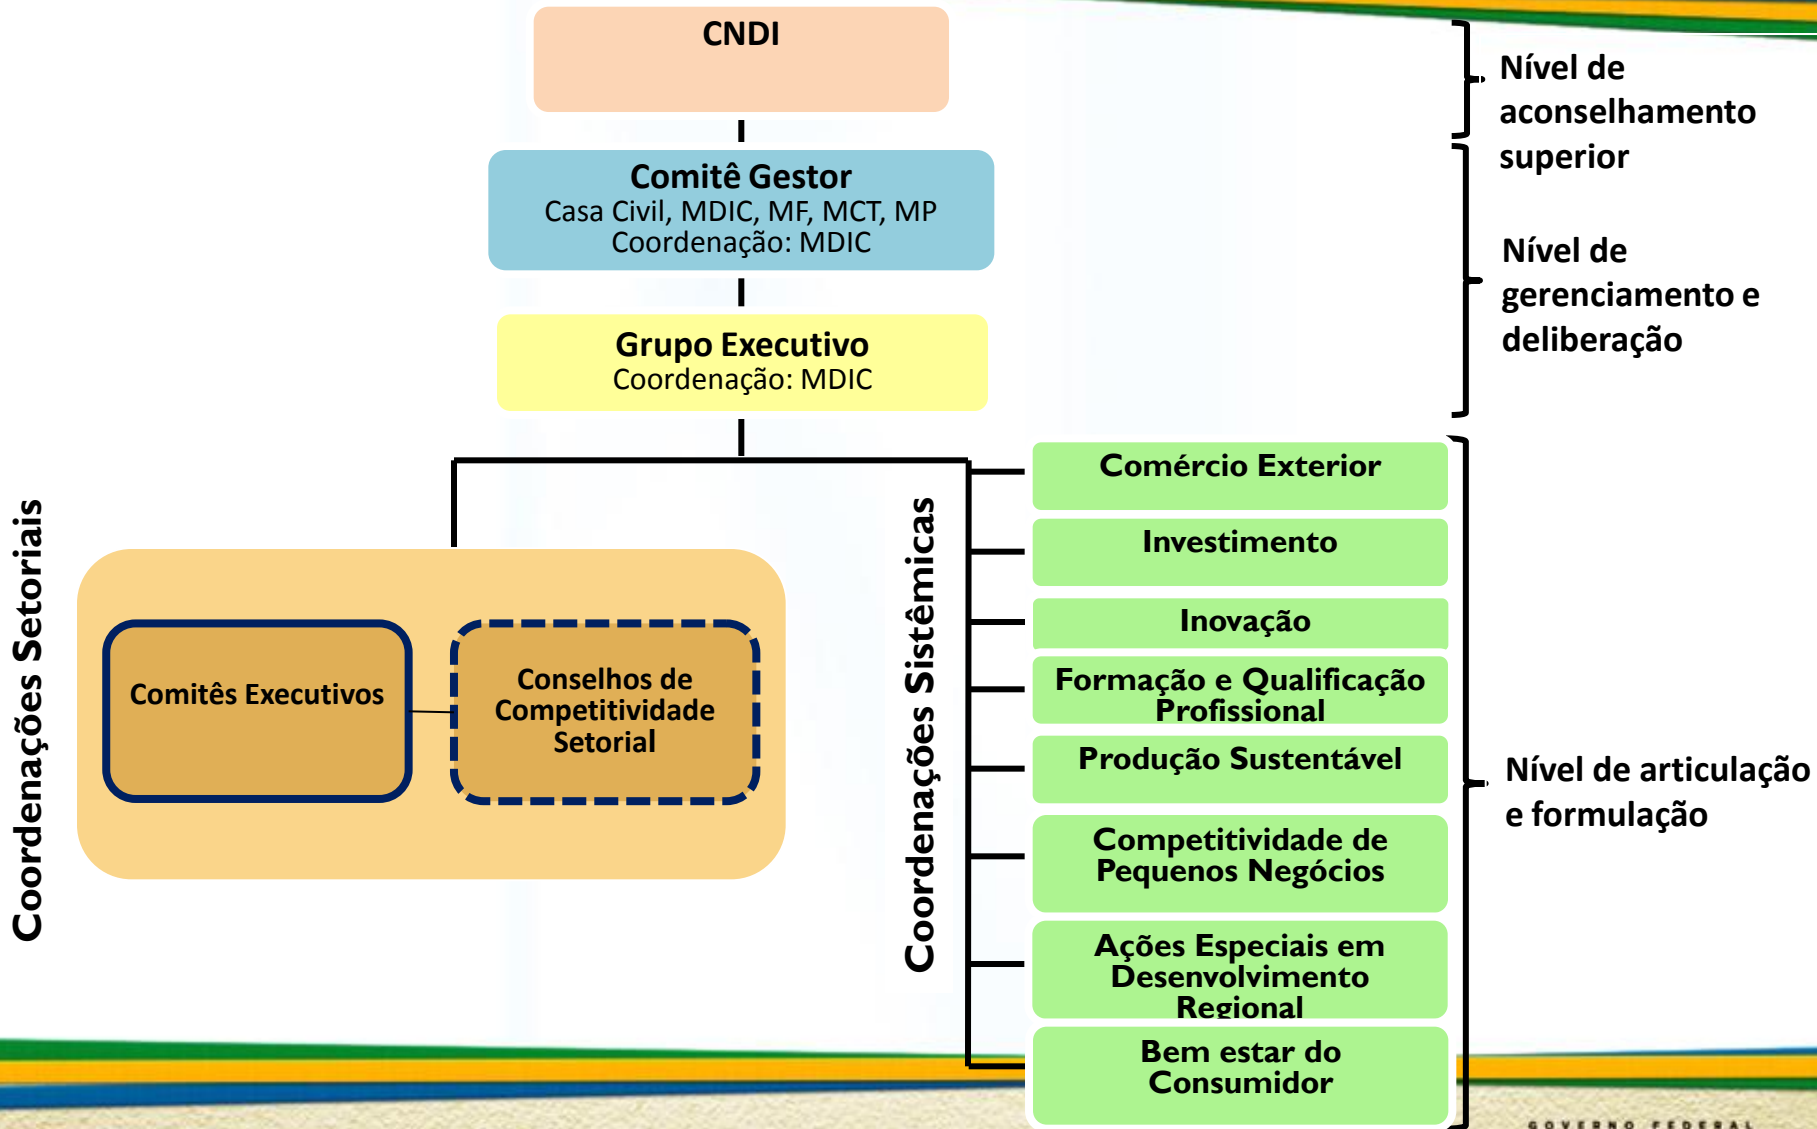 CNDI
Nível de
aconselhamento
superior
Comitê Gestor
Casa Civil, MDIC, MF, MCT, MP
Coordenação: MDIC
Nível de
gerenciamento e
deliberação
Grupo Executivo
Coordenação: MDIC
Coordenações Setoriais
Comitês Executivos
Conselhos de
Competitividade
Setorial
Coordenações Sistêmicas
Comércio Exterior
Investimento
Inovação
Formação e Qualificação
Profissional
Produção Sustentável
Competitividade de
Pequenos Negócios
Ações Especiais em
Desenvolvimento
Regional
Bem estar do
Consumidor
Nível de articulação
e formulação
GOVERNO FEDERAL